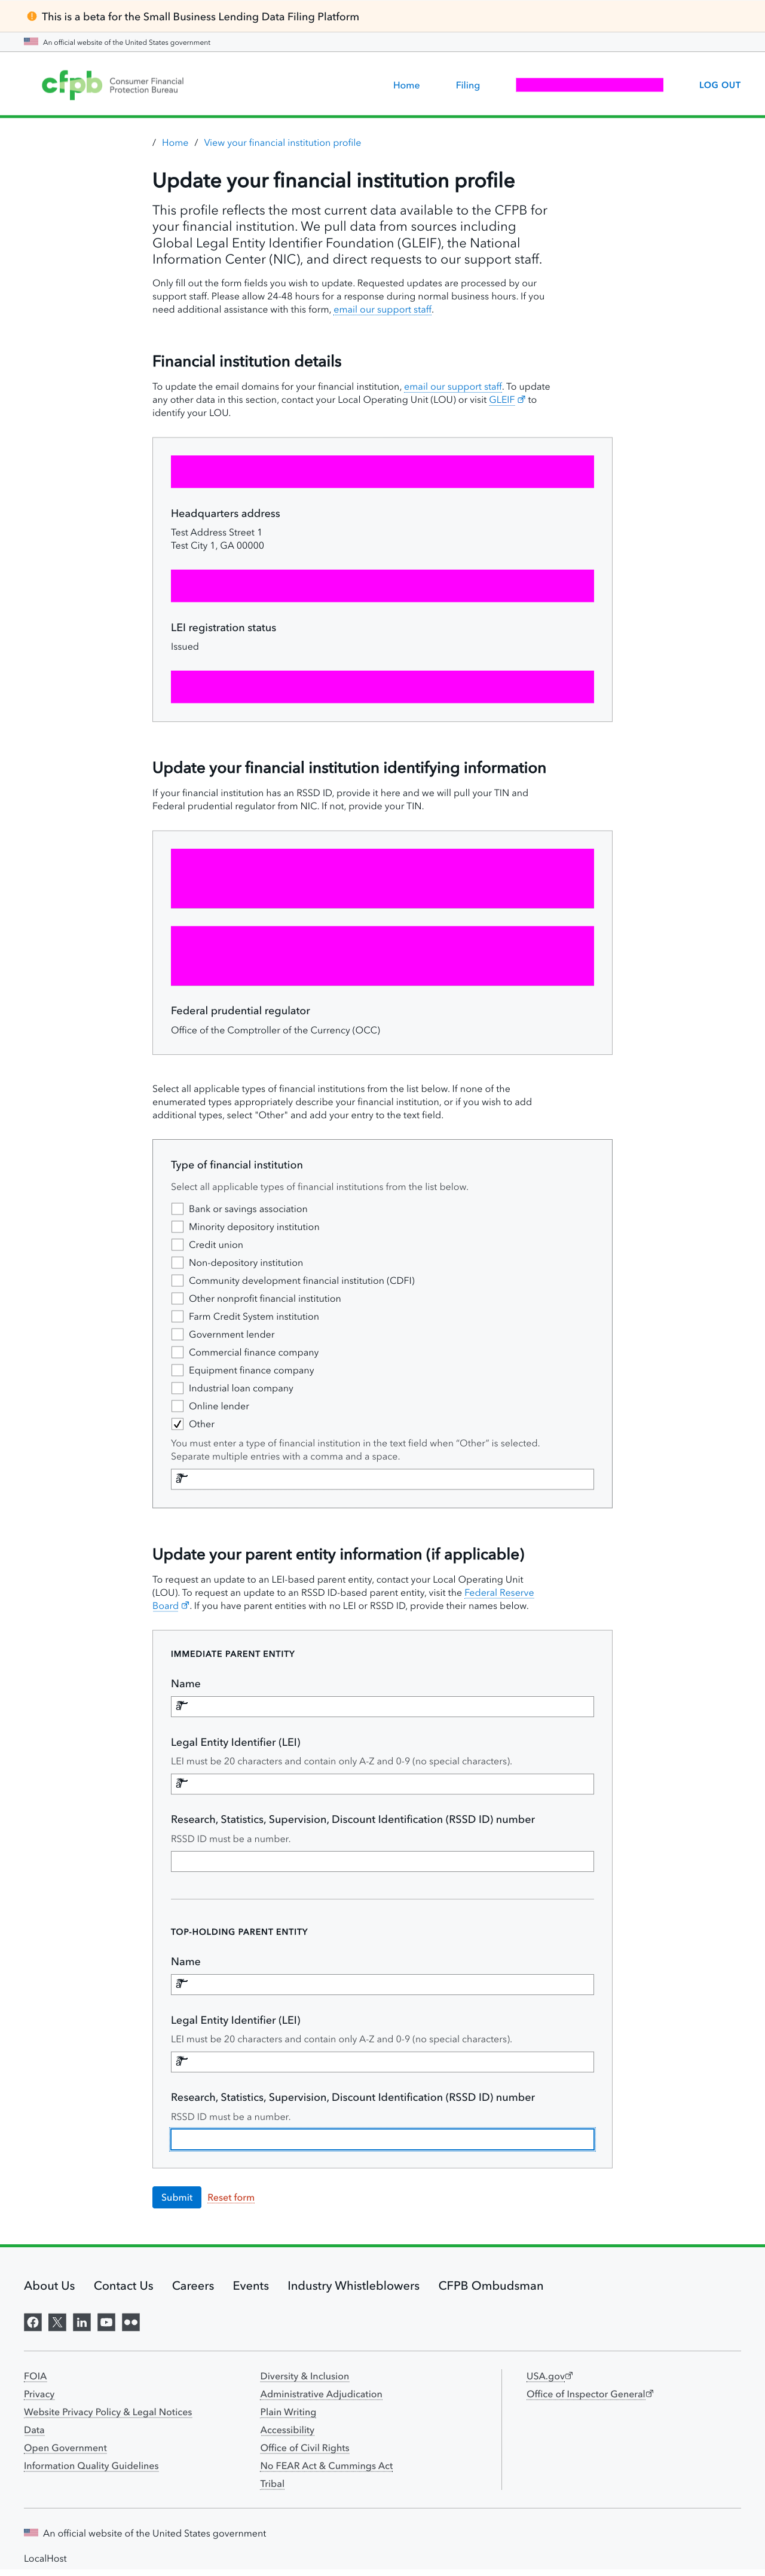 This is a beta for the Small Business Lending Data Filing Platform
An official website of the United States government
cfpb Consumer Financial
Protection Bureau
Home Filing LOG OUT
/ Home / View your financial institution profile
Update your financial institution profile
This profile reflects the most current data available to the CFPB for
your financial institution. We pull data from sources including
Global Legal Entity Identifier Foundation (GLEIF), the National
Information Center (NIC), and direct requests to our support staff.
Only fill out the form fields you wish to update. Requested updates are processed by our
support staff. Please allow 24-48 hours for a response during normal business hours. If you
need additional assistance with this form, email our support staff.
Financial institution details
To update the email domains for your financial institution, email our support staff. To update
any other data in this section, contact your Local Operating Unit (LOU) or visit GLEIF to
identify your LOU.
Headquarters address
Test Address Street 1
Test City 1, GA 00000
LEI registration status
Issued
Update your financial institution identifying information
If your financial institution has an RSSD ID, provide it here and we will pull your TIN and
Federal prudential regulator from NIC. If not, provide your TIN.
Federal prudential regulator
Office of the Comptroller of the Currency (OCC)
Select all applicable types of financial institutions from the list below. If none of the
enumerated types appropriately describe your financial institution, or if you wish to add
additional types, select "Other" and add your entry to the text field.
Type of financial institution
Select all applicable types of financial institutions from the list below.
Bank or savings association
Minority depository institution
Credit union
Non-depository institution
Community development financial institution (CDFI)
Other nonprofit financial institution
Farm Credit System institution
Government lender
Commercial finance company
Equipment finance company
Industrial loan company
Online lender
Other
You must enter a type of financial institution in the text field when "Other" is selected.
Separate multiple entries with a comma and a space.
Update your parent entity information (if applicable)
To request an update to an LEI-based parent entity, contact your Local Operating Unit
(LOU). To request an update to an RSSD ID-based parent entity, visit the Federal Reserve
Board. If you have parent entities with no LEI or RSSD ID, provide their names below.
IMMEDIATE PARENT ENTITY
Name
Legal Entity Identifier (LEI)
LEI must be 20 characters and contain only A-Z and 0-9 (no special characters).
Research, Statistics, Supervision, Discount Identification (RSSD ID) number
RSSD ID must be a number.
TOP-HOLDING PARENT ENTITY
Name
Legal Entity Identifier (LEI)
LEI must be 20 characters and contain only A-Z and 0-9 (no special characters).
Research, Statistics, Supervision, Discount Identification (RSSD ID) number
RSSD ID must be a number.
Submit Reset form
About Us Contact Us Careers Events Industry Whistleblowers CFPB Ombudsman
FOIA
Privacy
Website Privacy Policy & Legal Notices
Data
Open Government
Information Quality Guidelines
Diversity & Inclusion
Administrative Adjudication
Plain Writing
Accessibility
Office of Civil Rights
No FEAR Act & Cummings Act
Tribal
USA.gov
Office of Inspector General
An official website of the United States government
LocalHost